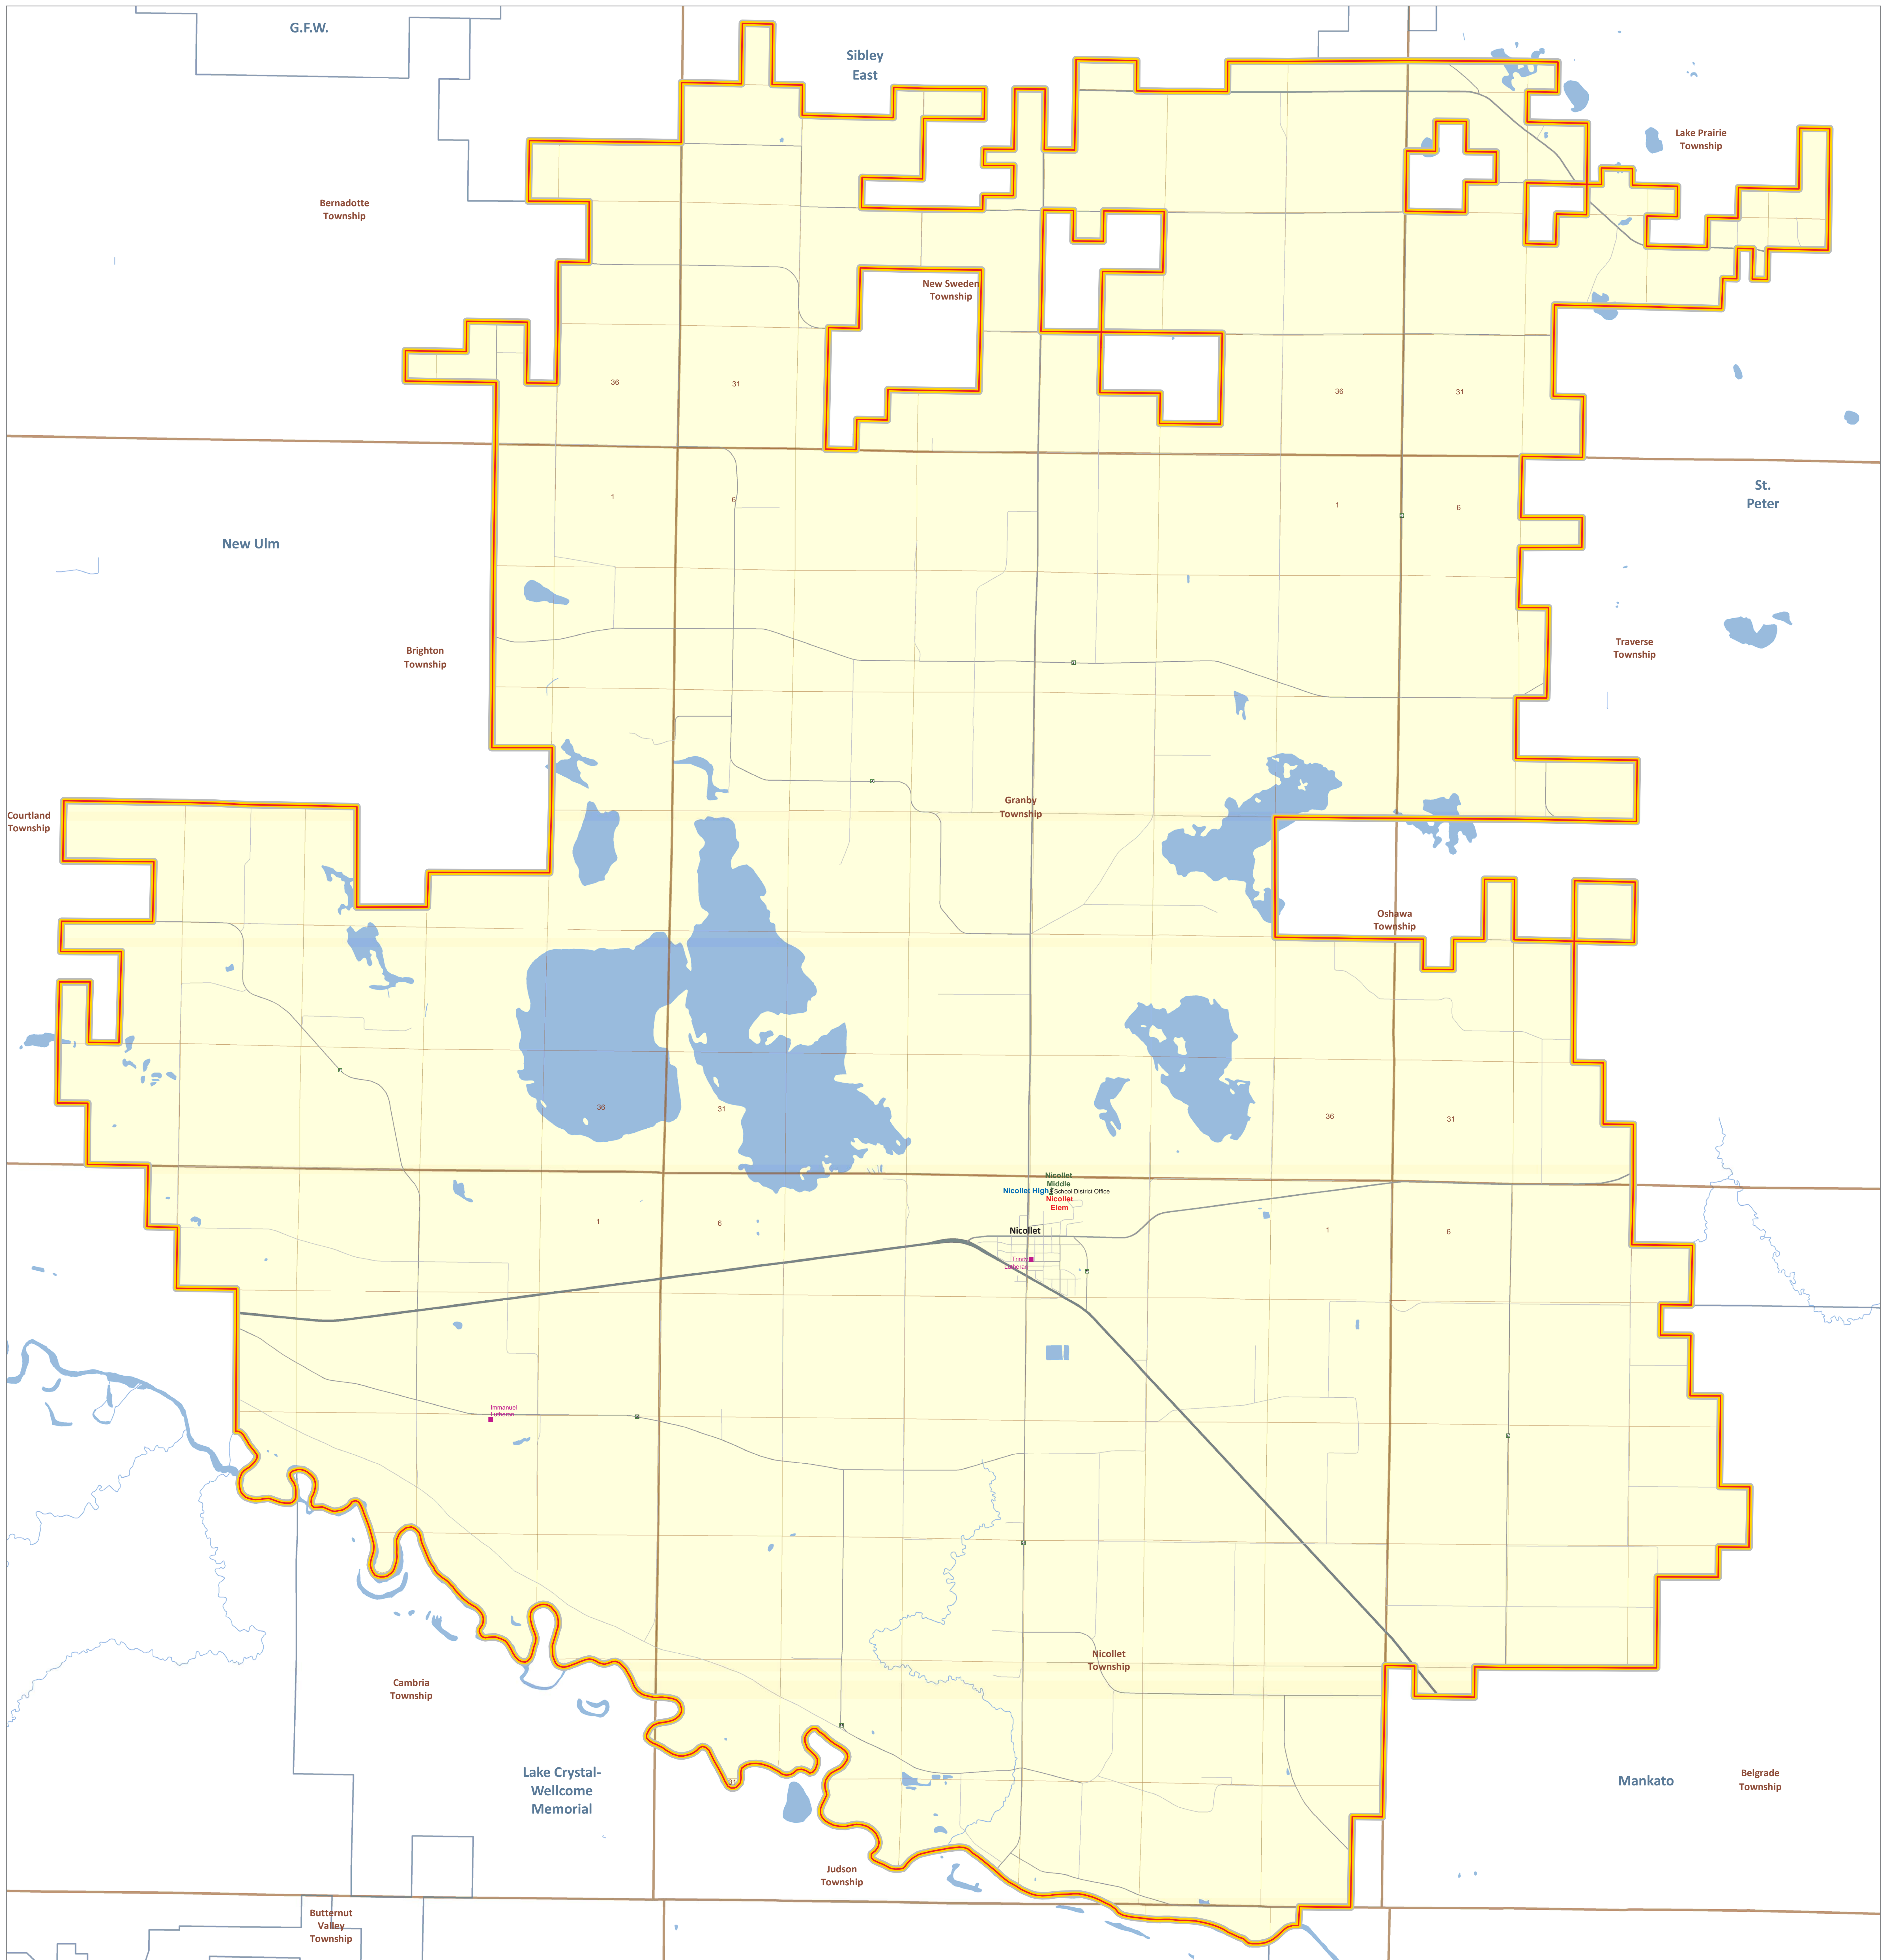 G.F.W.
Sibley
East
Lake Prairie
Township
Bernadotte
Township
New Sweden
Township
36
31
36
31
St.
Peter
1
6
1
6
New Ulm
Brighton
Township
Traverse
Township
Courtland
Township
Granby
Township
Oshawa
Township
36
31
36
31
Nicollet
Middle
Nicollet High
School District Office
Nicollet
Elem
1
6
Nicollet
1
6
Trinity
Lutheran
Immanuel
Lutheran
Nicollet
Township
Cambria
Township
Lake Crystal-
Wellcome
Memorial
31
Mankato
Belgrade
Township
Judson
Township
Butternut
Valley
Township